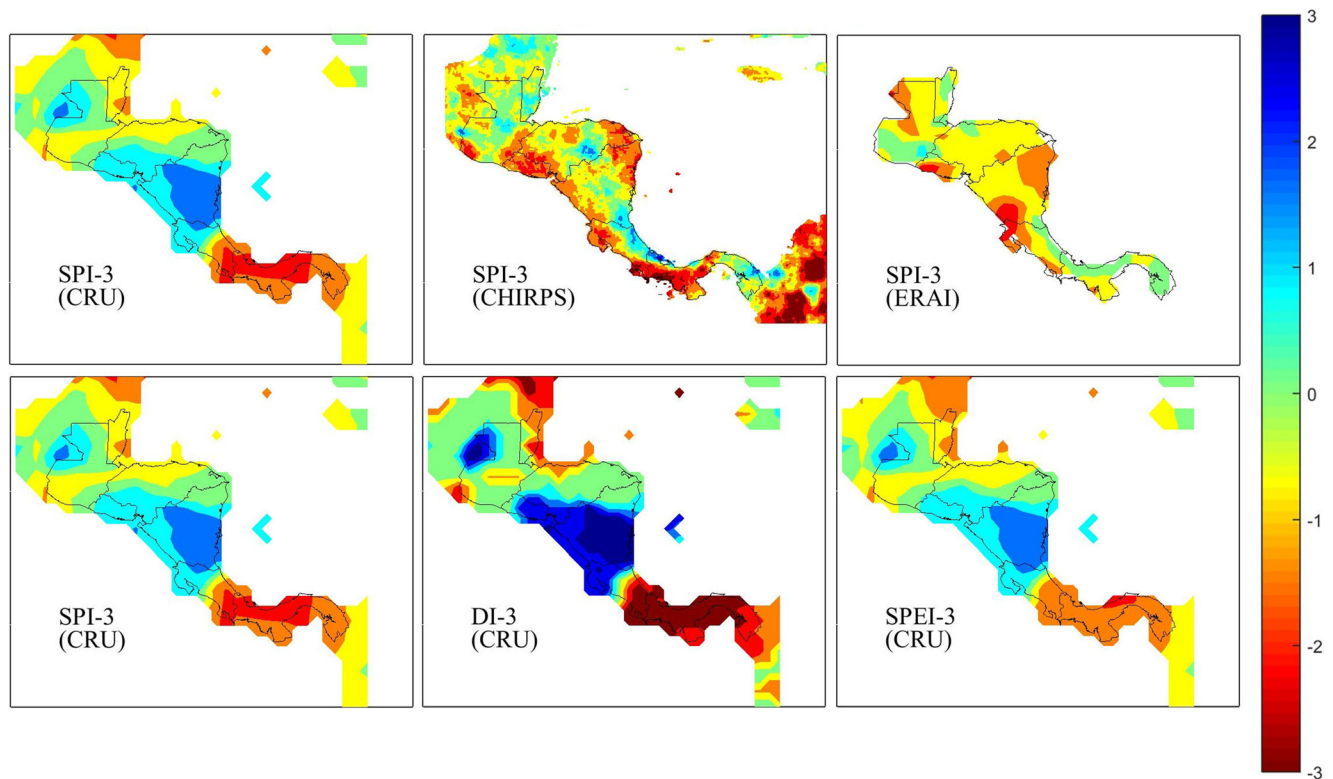 SPI-3
(CRU)
SPI-3
(CHIRPS)
SPI-3
(ERAI)
SPI-3
(CRU)
DI-3
(CRU)
SPEI-3
(CRU)
3
2
1
0
-1
-2
-3